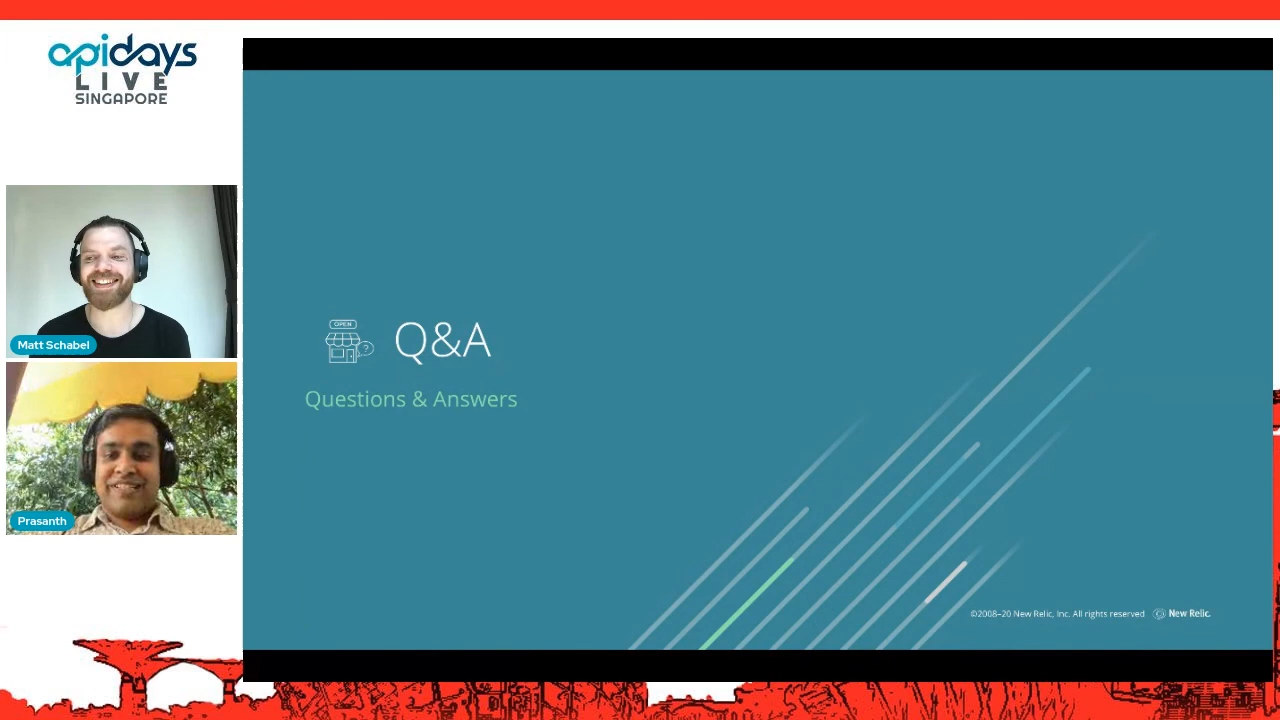 apidays
LIVE
SINGAPORE
Matt Schabel
Prasanth
OPEN
?
Q&A
Questions & Answers
©2008–20 New Relic, Inc. All rights reserved
New Relic.